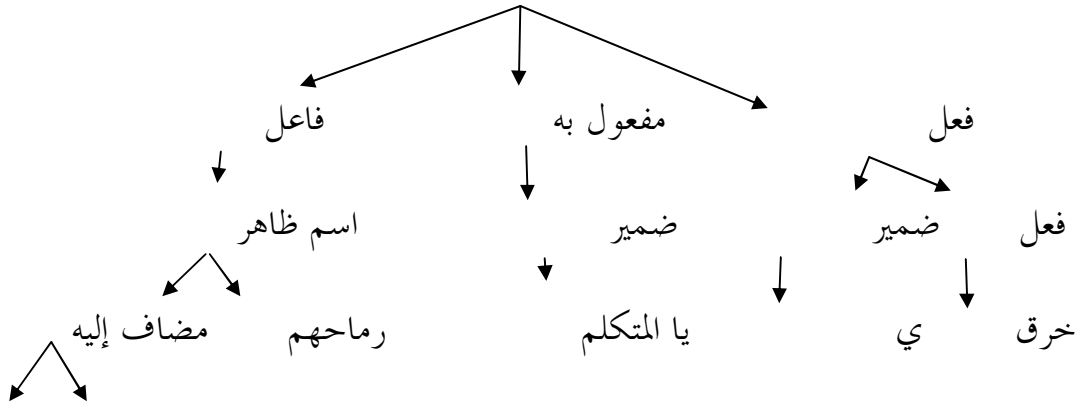 فعل مفعول به فاعل
فعل ضمير ضمير اسم ظاهر
خرق ي يا المتكلم رماحهم مضاف إليه